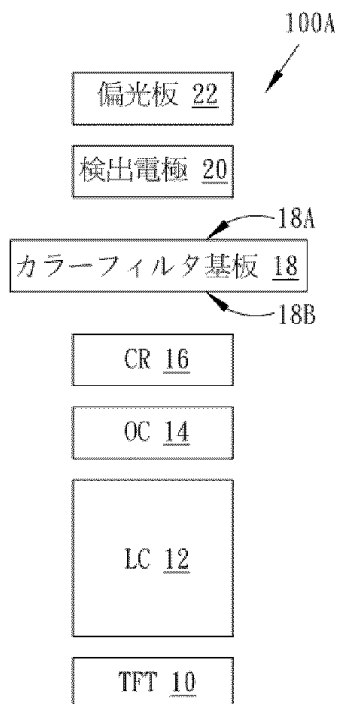 100A
偏光板 22
検出電極 20
18A
カラーフィルタ基板 18
18B
CR 16
OC 14
LC 12
TFT 10